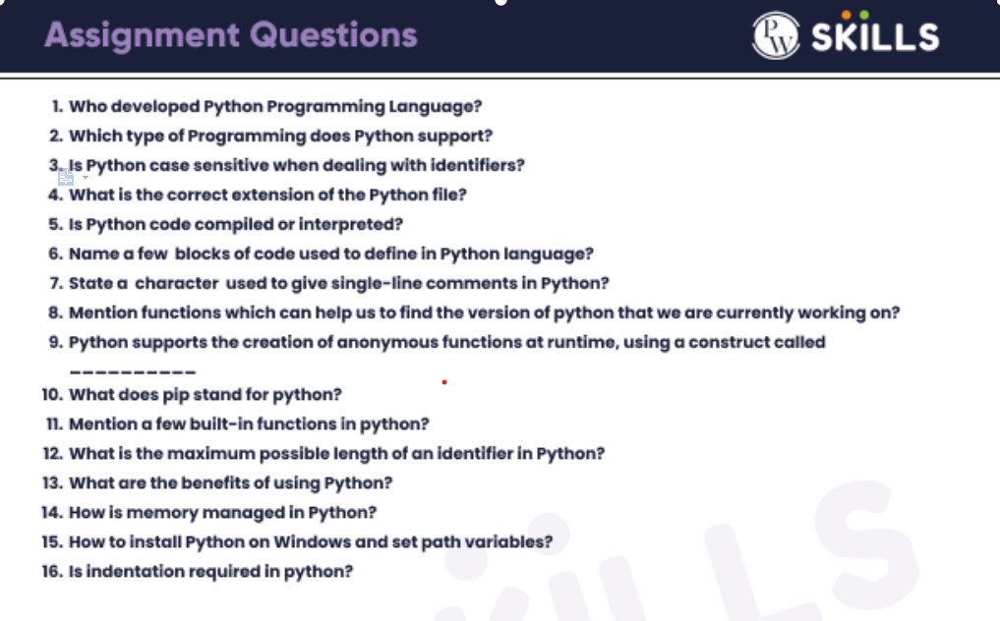 Assignment Questions
PW SKILLS
1. Who developed Python Programming Language?
2. Which type of Programming does Python support?
3. Is Python case sensitive when dealing with identifiers?
4. What is the correct extension of the Python file?
5. Is Python code compiled or interpreted?
6. Name a few blocks of code used to define in Python language?
7. State a character used to give single-line comments in Python?
8. Mention functions which can help us to find the version of python that we are currently working on?
9. Python supports the creation of anonymous functions at runtime, using a construct called
__________
10. What does pip stand for python?
11. Mention a few built-in functions in python?
12. What is the maximum possible length of an identifier in Python?
13. What are the benefits of using Python?
14. How is memory managed in Python?
15. How to install Python on Windows and set path variables?
16. Is indentation required in python?
SKILLS